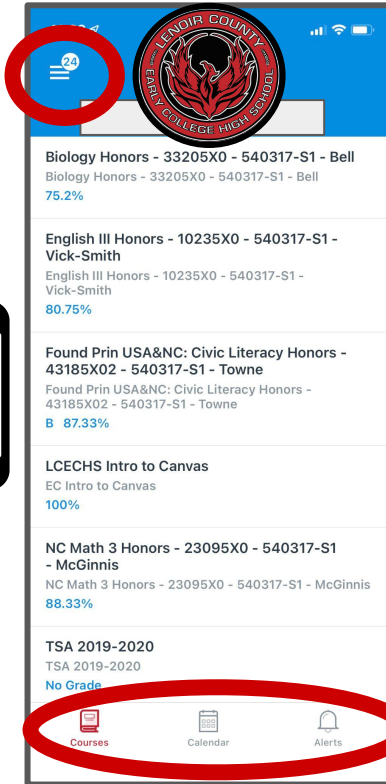 24
LENOIR COUNTY
EARLY COLLEGE HIGH SCHOOL
Biology Honors - 33205X0 - 540317-S1 - Bell
Biology Honors - 33205X0 - 540317-S1 - Bell
75.2%
English III Honors - 10235X0 - 540317-S1 -
Vick-Smith
English III Honors - 10235X0 - 540317-S1 -
Vick-Smith
80.75%
Found Prin USA&NC: Civic Literacy Honors -
43185X02 - 540317-S1 - Towne
Found Prin USA&NC: Civic Literacy Honors -
43185X02 - 540317-S1 - Towne
B 87.33%
LCECHS Intro to Canvas
EC Intro to Canvas
100%
NC Math 3 Honors - 23095X0 - 540317-S1
- McGinnis
NC Math 3 Honors - 23095X0 - 540317-S1 - McGinnis
88.33%
TSA 2019-2020
TSA 2019-2020
No Grade
Courses Calendar Alerts